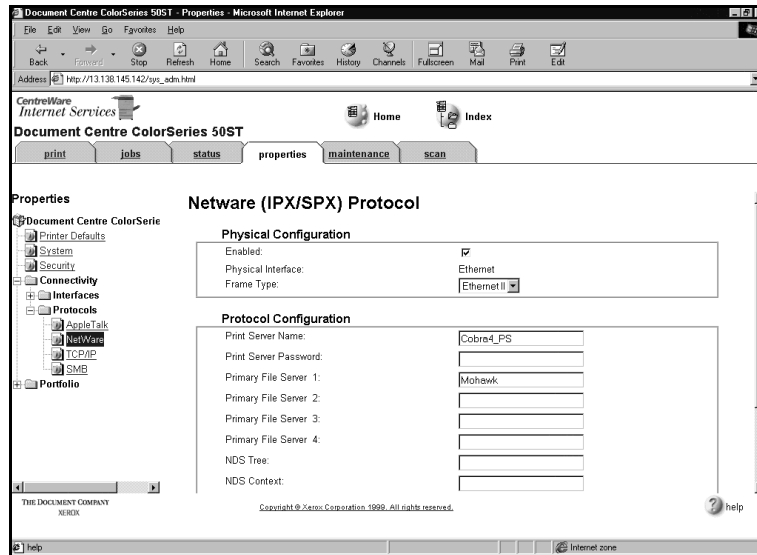 Document Centre ColorSeries 50ST - Properties - Microsoft Internet Explorer
File Edit View Go Favorites Help
Back Forward Stop Refresh Home Search Favorites History Channels Fullscreen Mail Print Edit
Address http://13.138.145.142/sys_adm.html
CentreWare
Internet Services
Home Index
Document Centre ColorSeries 50ST
print jobs status properties maintenance scan
Properties
Document Centre ColorSerie
Printer Defaults
System
Security
Connectivity
Interfaces
Protocols
AppleTalk
NetWare
TCP/IP
SMB
Portfolio
Netware (IPX/SPX) Protocol
Physical Configuration
Enabled:
Physical Interface: Ethernet
Frame Type: Ethernet II
Protocol Configuration
Print Server Name: Cobra4_PS
Print Server Password:
Primary File Server 1: Mohawk
Primary File Server 2:
Primary File Server 3:
Primary File Server 4:
NDS Tree:
NDS Context:
THE DOCUMENT COMPANY
XEROX
Copyright © Xerox Corporation 1999. All rights reserved.
help
help Internet zone